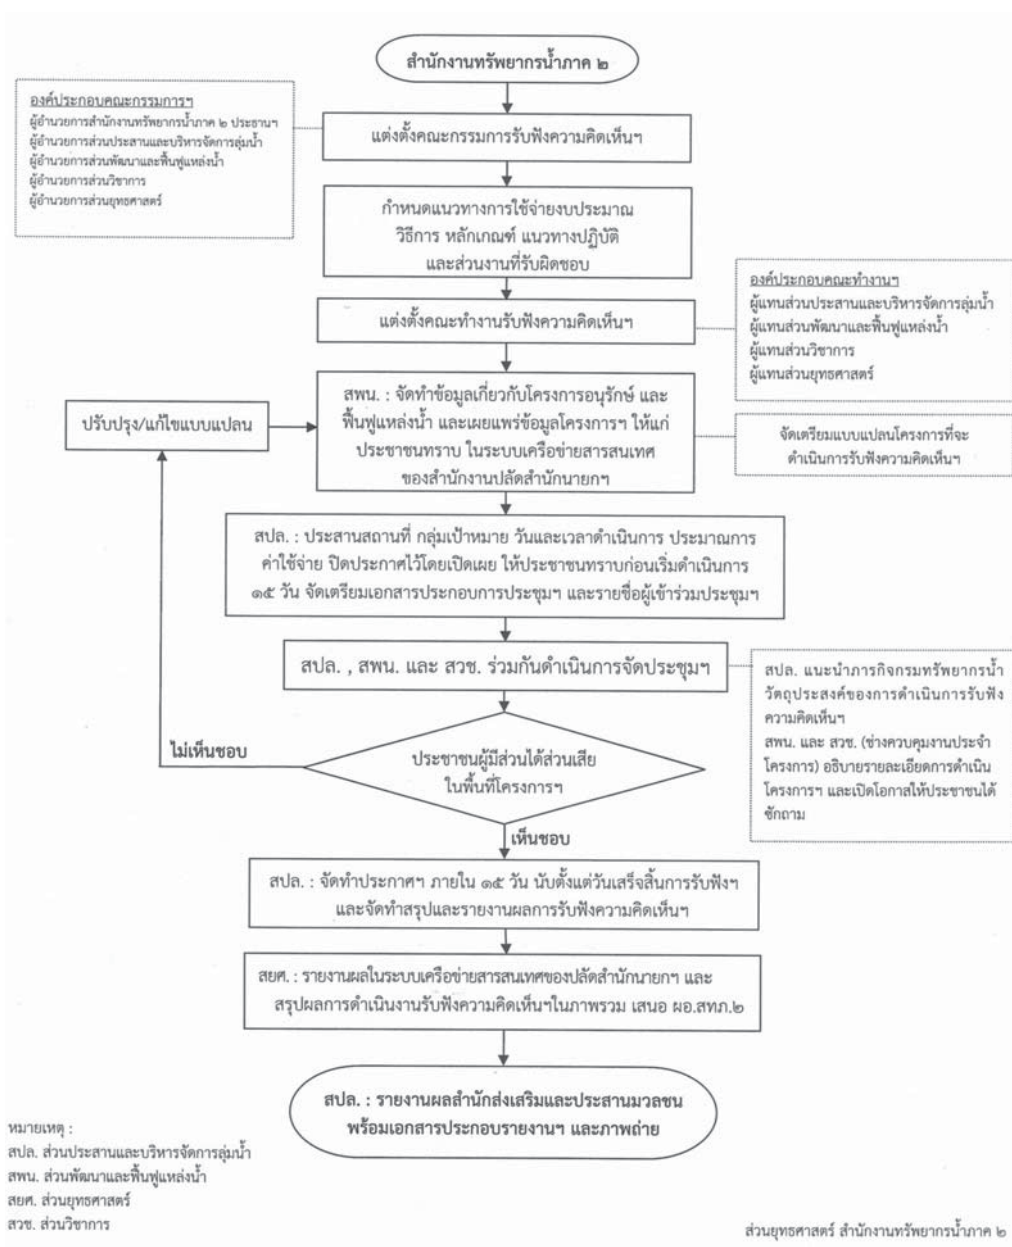 สำนักงานทรัพยากรน้ำภาค ๒
องค์ประกอบคณะกรรมการฯ
ผู้อำนวยการสำนักงานทรัพยากรน้ำภาค ๒ ประธานฯ
ผู้อำนวยการส่วนประสานและบริหารจัดการลุ่มน้ำ
ผู้อำนวยการส่วนพัฒนาและฟื้นฟูแหล่งน้ำ
ผู้อำนวยการส่วนวิชาการ
ผู้อำนวยการส่วนยุทธศาสตร์
แต่งตั้งคณะกรรมการรับฟังความคิดเห็นฯ
กำหนดแนวทางการใช้จ่ายงบประมาณ
วิธีการ หลักเกณฑ์ แนวทางปฏิบัติ
และส่วนงานที่รับผิดชอบ
แต่งตั้งคณะทำงานรับฟังความคิดเห็นฯ
องค์ประกอบคณะทำงานฯ
ผู้แทนส่วนประสานและบริหารจัดการลุ่มน้ำ
ผู้แทนส่วนพัฒนาและฟื้นฟูแหล่งน้ำ
ผู้แทนส่วนวิชาการ
ผู้แทนส่วนยุทธศาสตร์
ปรับปรุง/แก้ไขแบบแปลน
สพน. : จัดทำข้อมูลเกี่ยวกับโครงการอนุรักษ์ และ
ฟื้นฟูแหล่งน้ำ และเผยแพร่ข้อมูลโครงการฯ ให้แก่
ประชาชนทราบ ในระบบเครือข่ายสารสนเทศ
ของสำนักงานปลัดสำนักนายกฯ
จัดเตรียมแบบแปลนโครงการที่จะ
ดำเนินการรับฟังความคิดเห็นฯ
สปล. : ประสานสถานที่ กลุ่มเป้าหมาย วันและเวลาดำเนินการ ประมาณการ
ค่าใช้จ่าย ปิดประกาศไว้โดยเปิดเผย ให้ประชาชนทราบก่อนเริ่มดำเนินการ
๑๕ วัน จัดเตรียมเอกสารประกอบการประชุมฯ และรายชื่อผู้เข้าร่วมประชุมฯ
สปล. , สพน. และ สวช. ร่วมกันดำเนินการจัดประชุมฯ
สปล. แนะนำภารกิจกรมทรัพยากรน้ำ
วัตถุประสงค์ของการดำเนินการรับฟัง
ความคิดเห็นฯ
สพน. และ สวช. (ช่างควบคุมงานประจำ
โครงการ) อธิบายรายละเอียดการดำเนิน
โครงการฯ และเปิดโอกาสให้ประชาชนได้
ซักถาม
ไม่เห็นชอบ
ประชาชนผู้มีส่วนได้ส่วนเสีย
ในพื้นที่โครงการฯ
เห็นชอบ
สปล. : จัดทำประกาศฯ ภายใน ๑๕ วัน นับตั้งแต่วันเสร็จสิ้นการรับฟังฯ
และจัดทำสรุปและรายงานผลการรับฟังความคิดเห็นฯ
สยศ. : รายงานผลในระบบเครือข่ายสารสนเทศของปลัดสำนักนายกฯ และ
สรุปผลการดำเนินงานรับฟังความคิดเห็นฯในภาพรวม เสนอ ผอ.สทภ.๒
สปล. : รายงานผลสำนักส่งเสริมและประสานมวลชน
พร้อมเอกสารประกอบรายงานฯ และภาพถ่าย
หมายเหตุ :
สปล. ส่วนประสานและบริหารจัดการลุ่มน้ำ
สพน. ส่วนพัฒนาและฟื้นฟูแหล่งน้ำ
สยศ. ส่วนยุทธศาสตร์
สวช. ส่วนวิชาการ
ส่วนยุทธศาสตร์ สำนักงานทรัพยากรน้ำภาค ๒